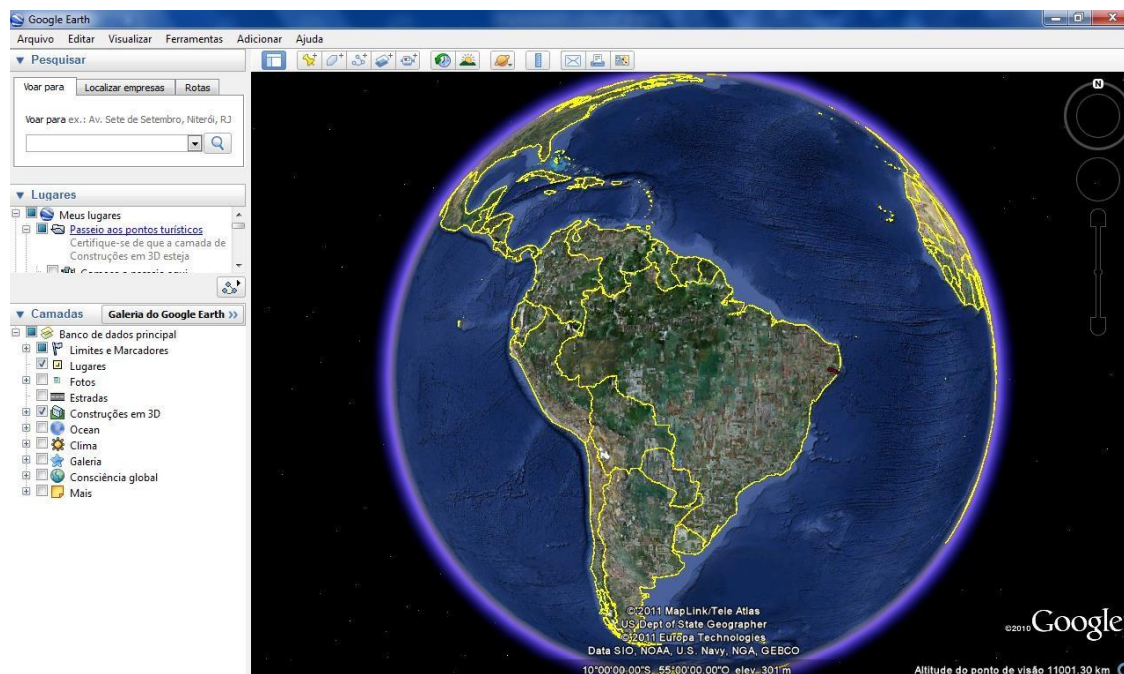 Google Earth
Arquivo Editar Visualizar Ferramentas Adicionar Ajuda
Pesquisar
Voar para Localizar empresas Rotas
Voar para ex.: Av. Sete de Setembro, Niterói, RJ
Lugares
Meus lugares
Passeio aos pontos turísticos
Certifique-se de que a camada de
Construções em 3D esteja
Camadas Galeria do Google Earth >>
Banco de dados principal
Limites e Marcadores
Lugares
Fotos
Estradas
Construções em 3D
Ocean
Clima
Galeria
Consciência global
Mais
N
© 2011 MapLink/Tele Atlas
US Dept of State Geographer
© 2011 Europa Technologies
Data SIO, NOAA, U.S. Navy, NGA, GEBCO
©2010 Google
10°00'00.00"S 55°00'00.00"O elev 301 m
Altitude do ponto de visão 11001.30 km